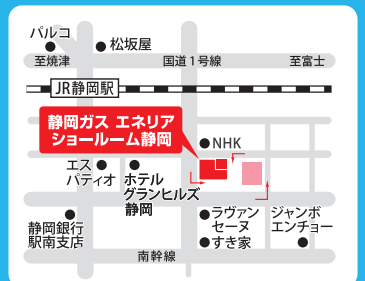 パルコ
松坂屋
至焼津
国道1号線
至富士
JR静岡駅
静岡ガス エネリア
ショールーム静岡
NHK
エス
パティオ
ホテル
グランヒルズ
静岡
静岡銀行
駅南支店
ラヴァン
セーヌ
すき家
ジャンボ
エンチョー
南幹線